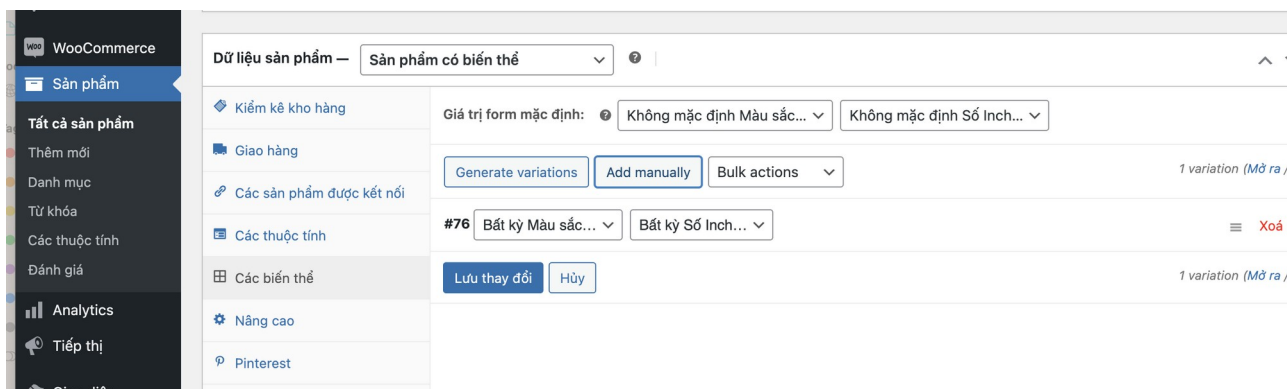 WooCommerce
Sản phẩm
Tất cả sản phẩm
Thêm mới
Danh mục
Từ khóa
Các thuộc tính
Đánh giá
Analytics
Tiếp thị
Dữ liệu sản phẩm — Sản phẩm có biến thể
Kiểm kê kho hàng
Giao hàng
Các sản phẩm được kết nối
Các thuộc tính
Các biến thể
Nâng cao
Pinterest
Giá trị form mặc định: Không mặc định Màu sắc... Không mặc định Số Inch...
Generate variations Add manually Bulk actions 1 variation (Mở ra /
#76 Bất kỳ Màu sắc... Bất kỳ Số Inch... Xoá
Lưu thay đổi Hủy 1 variation (Mở ra /